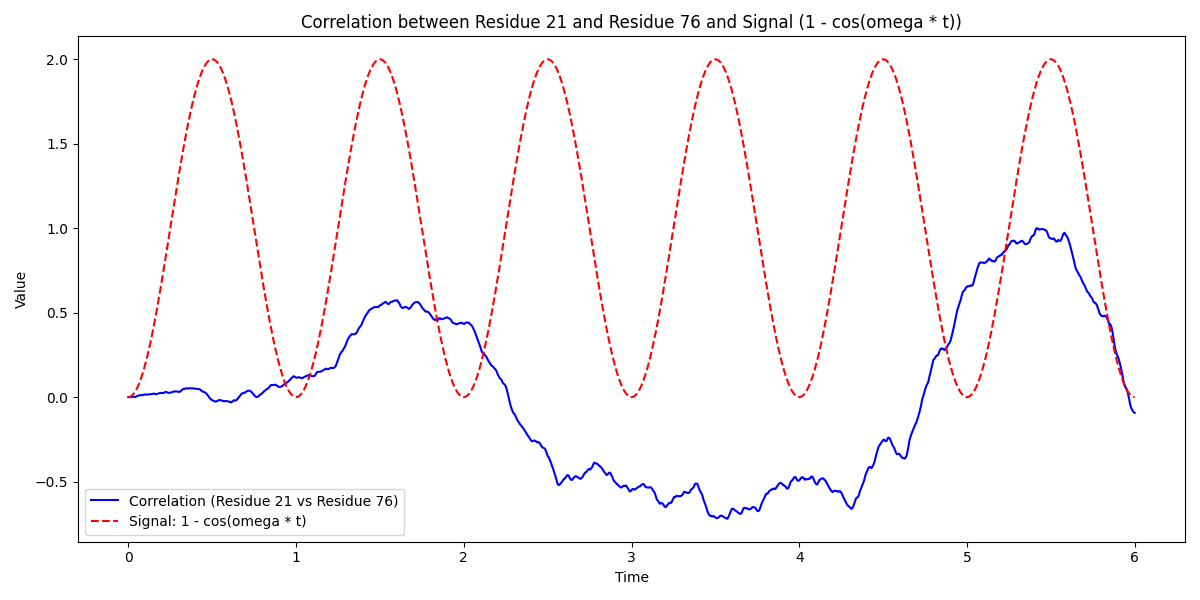 Correlation between Residue 21 and Residue 76 and Signal (1 - cos(omega * t))
Value
2.0
1.5
1.0
0.5
0.0
−0.5
Correlation (Residue 21 vs Residue 76)
Signal: 1 - cos(omega * t)
0 1 2 3 4 5 6
Time